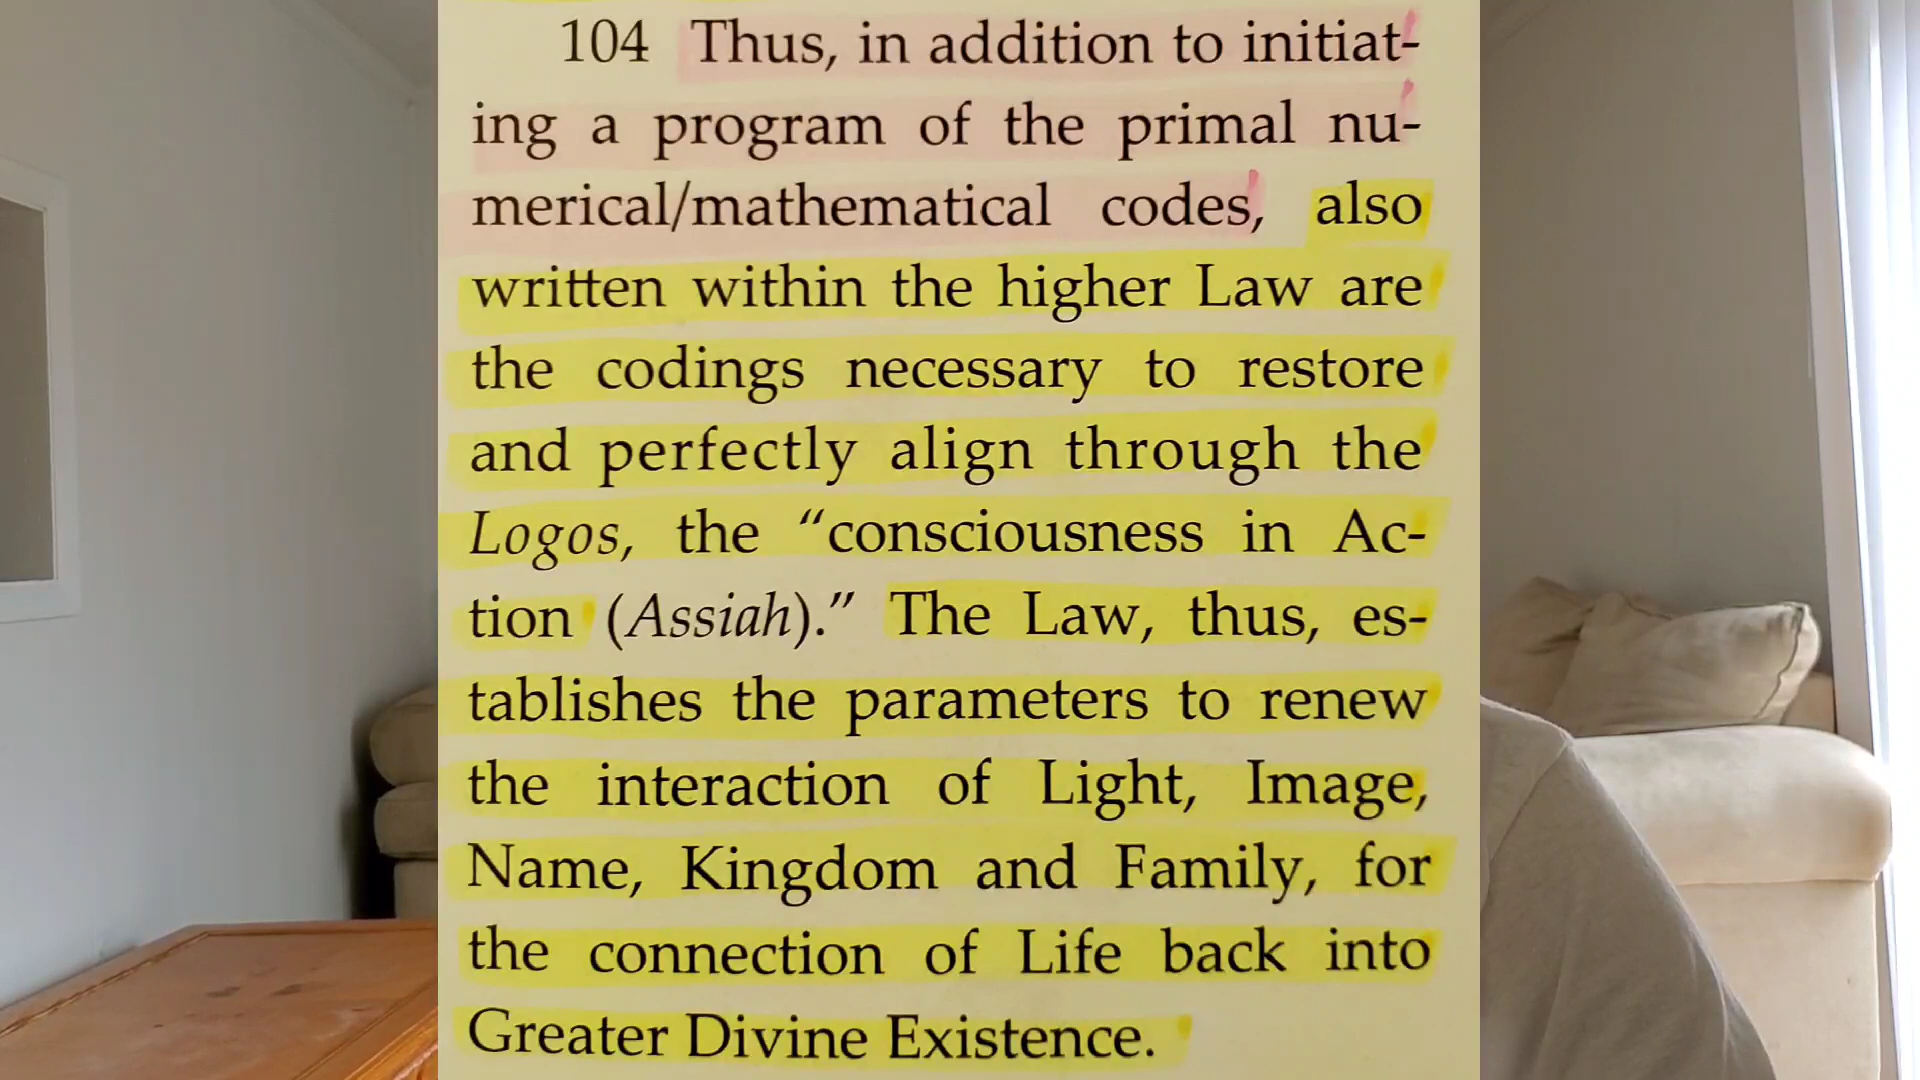 104 Thus, in addition to initiat-
ing a program of the primal nu-
merical/mathematical codes, also
written within the higher Law are
the codings necessary to restore
and perfectly align through the
Logos, the “consciousness in Ac-
tion (Assiah).” The Law, thus, es-
tablishes the parameters to renew
the interaction of Light, Image,
Name, Kingdom and Family, for
the connection of Life back into
Greater Divine Existence.